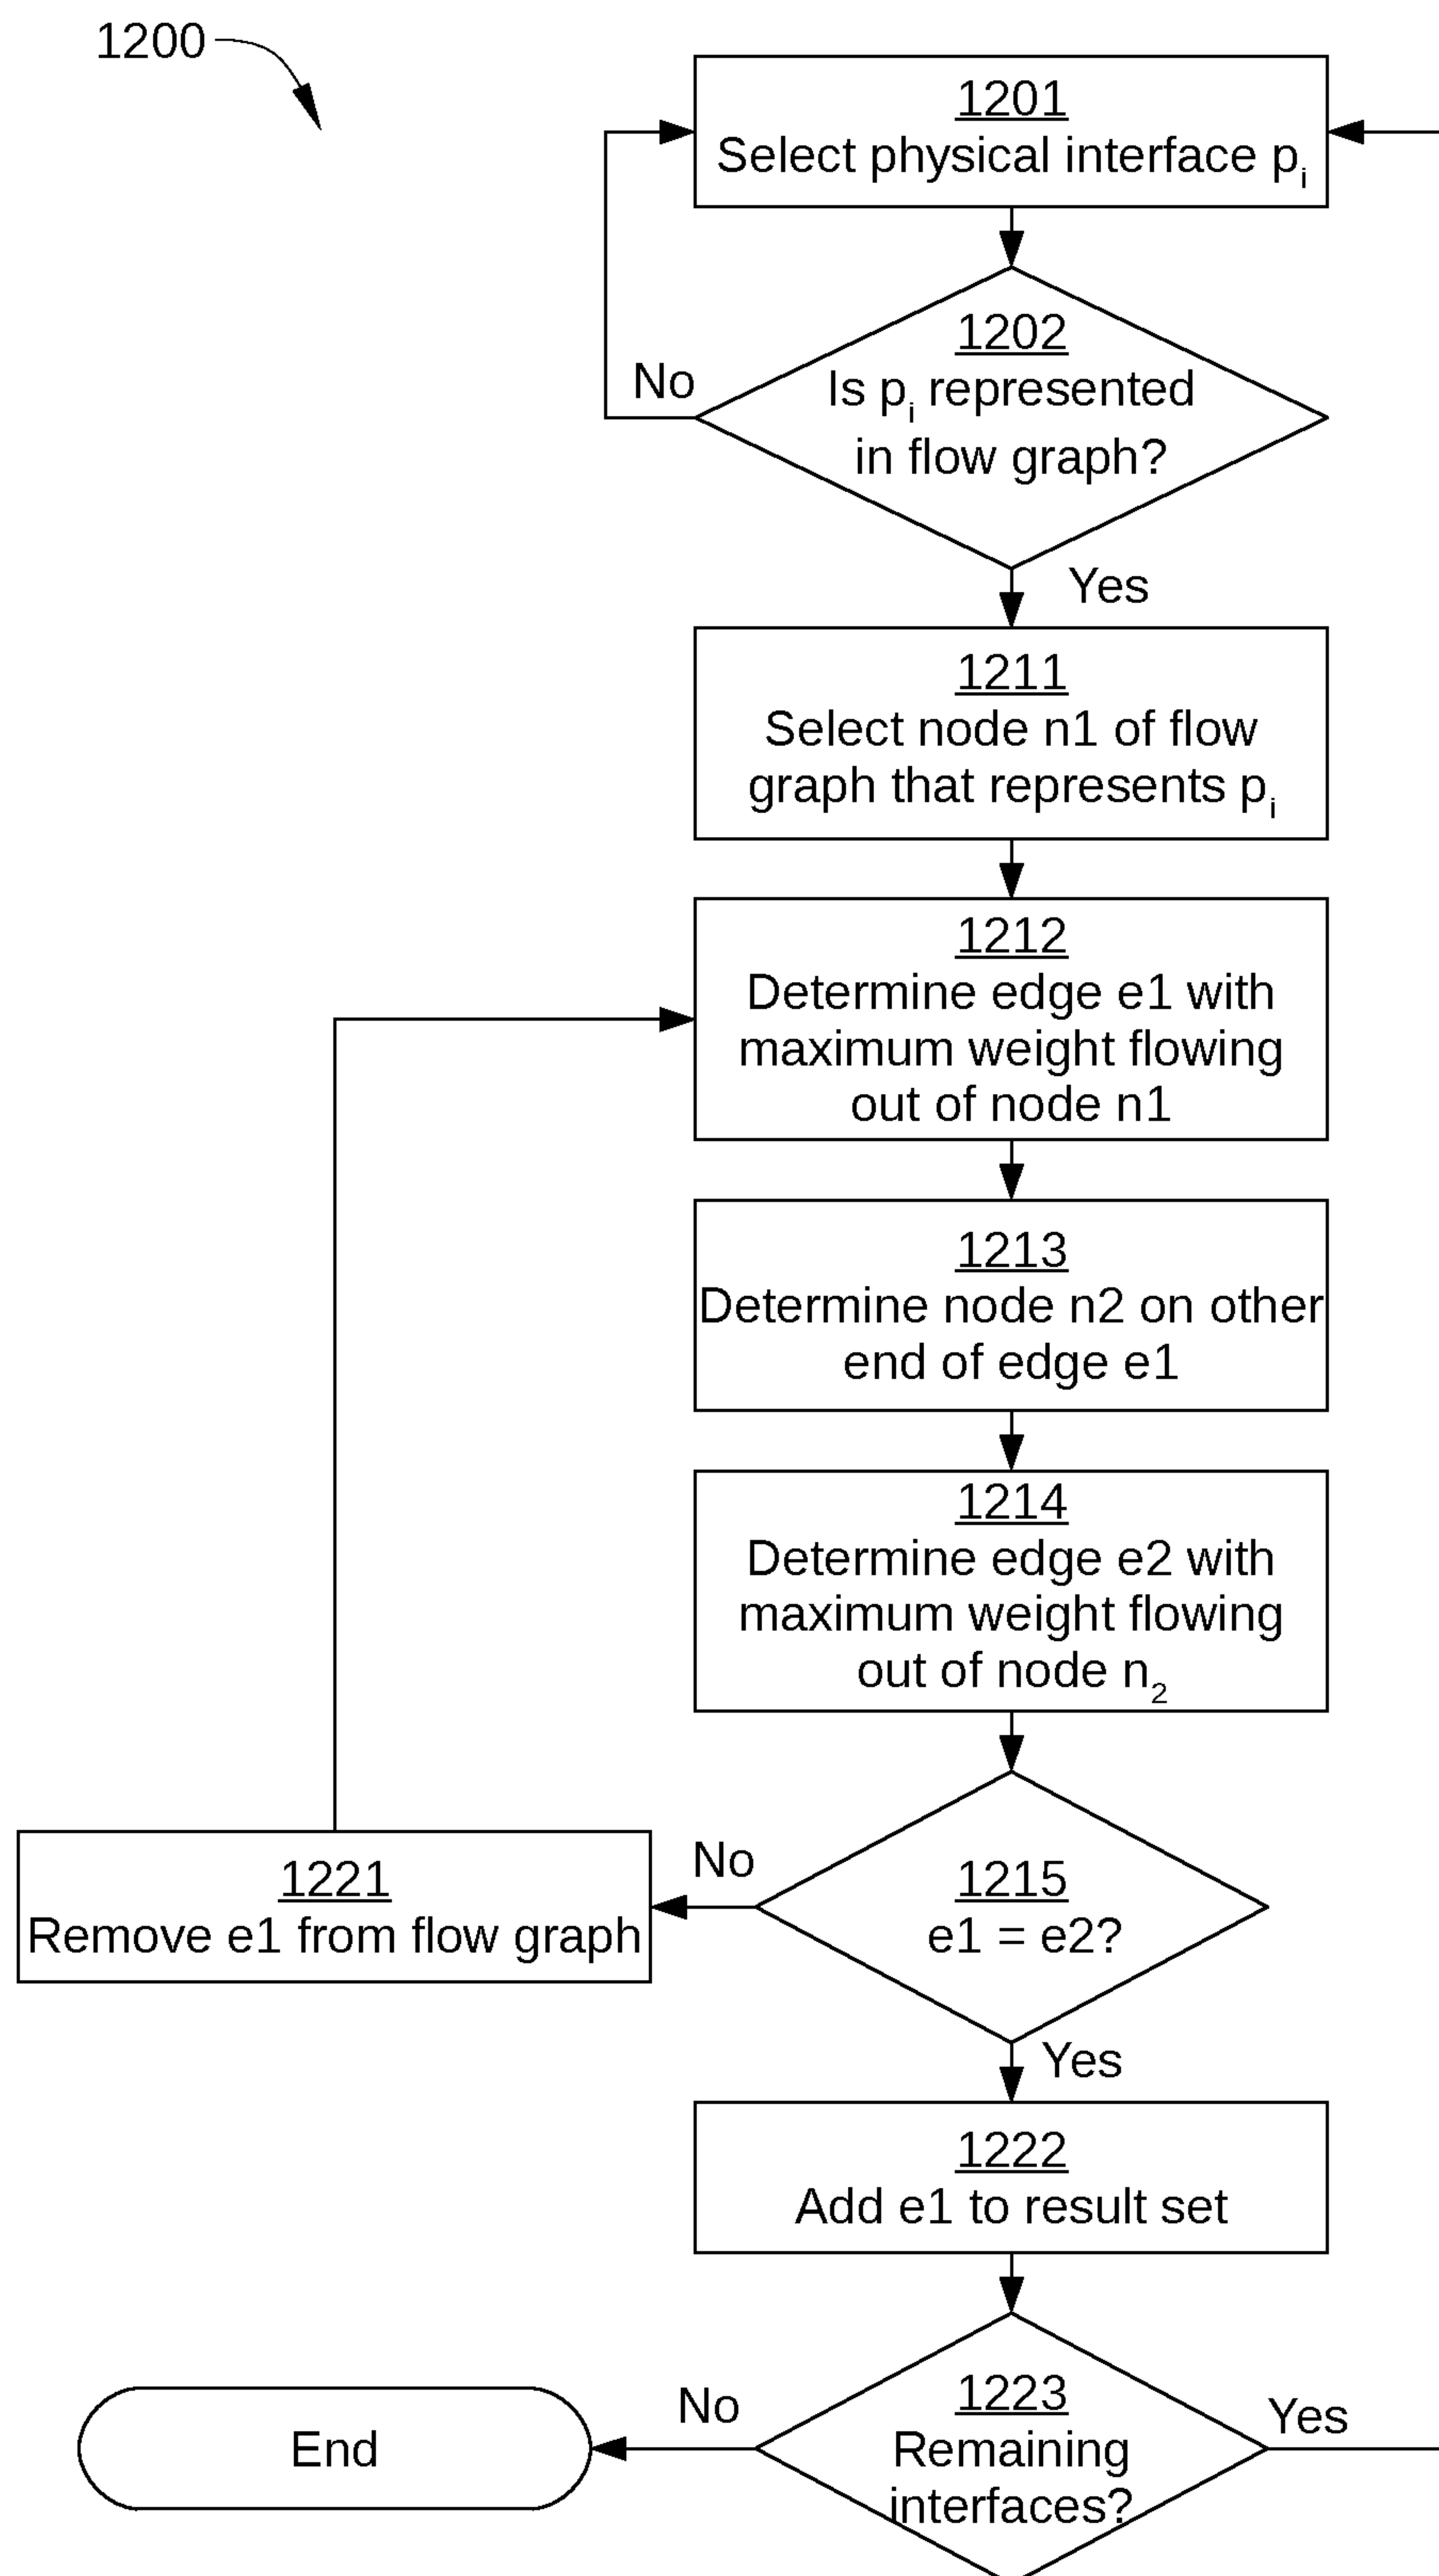 1200
1201
Select physical interface pi
1202
Is pi represented
in flow graph?
No
Yes
1211
Select node n1 of flow
graph that represents pi
1212
Determine edge e1 with
maximum weight flowing
out of node n1
1213
Determine node n2 on other
end of edge e1
1214
Determine edge e2 with
maximum weight flowing
out of node n2
1215
e1 = e2?
No
1221
Remove e1 from flow graph
Yes
1222
Add e1 to result set
1223
Remaining
interfaces?
No
Yes
End